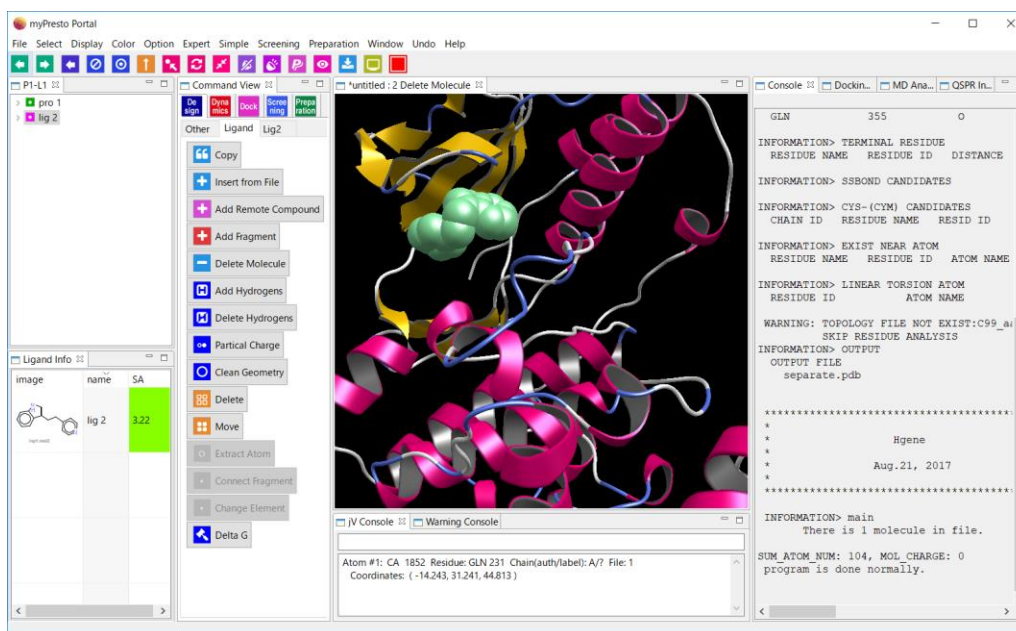 myPresto Portal
File Select Display Color Option Expert Simple Screening Preparation Window Undo Help
P1-L1
pro 1
lig 2
Ligand Info
image name SA
lig 2 3.22
Command View
De sign
Dyna mics
Dock
Scree ning
Prepa ration
Other Ligand Lig2
Copy
Insert from File
Add Remote Compound
Add Fragment
Delete Molecule
Add Hydrogens
Delete Hydrogens
Partical Charge
Clean Geometry
Delete
Move
Extract Atom
Connect Fragment
Change Element
Delta G
*untitled : 2 Delete Molecule
jV Console Warning Console
Atom #1: CA 1852 Residue: GLN 231 Chain(auth/label): A/? File: 1
Coordinates: ( -14.243, 31.241, 44.813 )
Console Dockin... MD Ana... QSPR In...
GLN 355 O
INFORMATION> TERMINAL RESIDUE
RESIDUE NAME RESIDUE ID DISTANCE
INFORMATION> SSBOND CANDIDATES
INFORMATION> CYS-(CYM) CANDIDATES
CHAIN ID RESIDUE NAME RESID ID
INFORMATION> EXIST NEAR ATOM
RESIDUE NAME RESIDUE ID ATOM NAME
INFORMATION> LINEAR TORSION ATOM
RESIDUE ID ATOM NAME
WARNING: TOPOLOGY FILE NOT EXIST:C99_a
SKIP RESIDUE ANALYSIS
INFORMATION> OUTPUT
OUTPUT FILE
separate.pdb
***************************************
*
* Hgene
*
* Aug.21, 2017
*
***************************************
INFORMATION> main
There is 1 molecule in file.
SUM_ATOM_NUM: 104, MOL_CHARGE: 0
program is done normally.